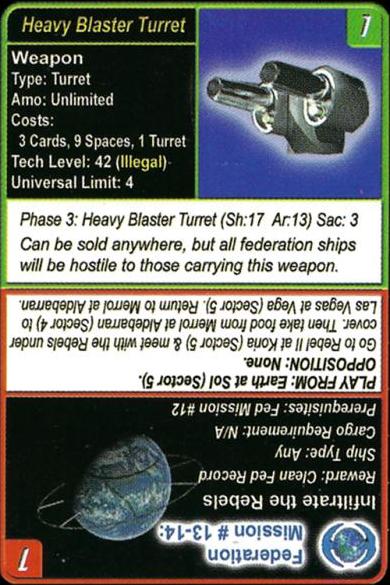 Heavy Blaster Turret
1
Weapon
Type: Turret
Amo: Unlimited
Costs:
3 Cards, 9 Spaces, 1 Turret
Tech Level: 42 (Illegal)
Universal Limit: 4
Phase 3: Heavy Blaster Turret (Sh:17 Ar:13) Sac: 3
Can be sold anywhere, but all federation ships
will be hostile to those carrying this weapon.
1
Federation
Mission # 13-14:
Infiltrate the Rebels
Reward: Clean Fed Record
Ship Type: Any
Cargo Requirement: N/A
Prerequisites: Fed Mission #12
PLAY FROM: Earth at Sol (Sector 5).
OPPOSITION: None.
Go to Rebel II at Koria (Sector 5) & meet with the Rebels under
cover. Then take food from Merrol at Aldebarran (Sector 4) to
Las Vegas at Vega (Sector 5). Return to Merrol at Aldebarran.